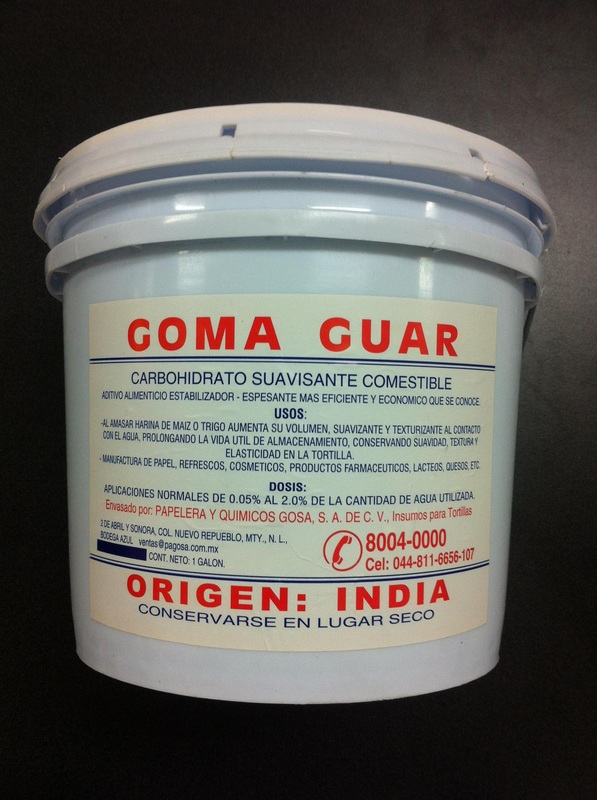 GOMA GUAR
CARBOHIDRATO SUAVISANTE COMESTIBLE
ADITIVO ALIMENTICIO ESTABILIZADOR - ESPESANTE MAS EFICIENTE Y ECONOMICO QUE SE CONOCE.
USOS:
-AL AMASAR HARINA DE MAIZ O TRIGO AUMENTA SU VOLUMEN, SUAVIZANTE Y TEXTURIZANTE AL CONTACTO
CON EL AGUA, PROLONGANDO LA VIDA UTIL DE ALMACENAMIENTO, CONSERVANDO SUAVIDAD, TEXTURA Y
ELASTICIDAD EN LA TORTILLA.
- MANUFACTURA DE PAPEL, REFRESCOS, COSMETICOS, PRODUCTOS FARMACEUTICOS, LACTEOS, QUESOS, ETC.
DOSIS:
APLICACIONES NORMALES DE 0.05% AL 2.0% DE LA CANTIDAD DE AGUA UTILIZADA.
Envasado por: PAPELERA Y QUIMICOS GOSA, S. A. DE C. V., Insumos para Tortillas
2 DE ABRIL Y SONORA, COL. NUEVO REPUEBLO, MTY., N. L.,
BODEGA AZUL ventas@pagosa.com.mx
CONT. NETO: 1 GALON.
8004-0000
Cel: 044-811-6656-107
ORIGEN: INDIA
CONSERVARSE EN LUGAR SECO